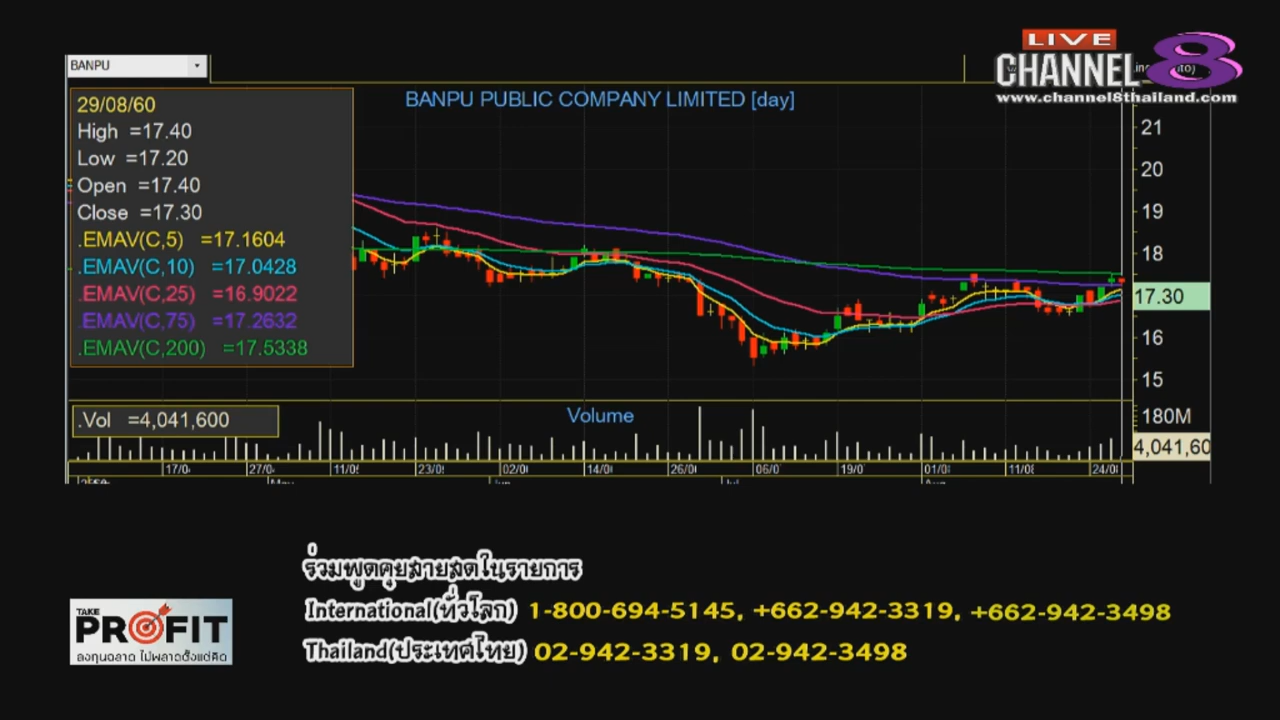 LIVE
CHANNEL 8
www.channel8thailand.com
BANPU
BANPU PUBLIC COMPANY LIMITED [day]
29/08/60
High =17.40
Low =17.20
Open =17.40
Close =17.30
.EMAV(C,5) =17.1604
.EMAV(C,10) =17.0428
.EMAV(C,25) =16.9022
.EMAV(C,75) =17.2632
.EMAV(C,200) =17.5338
21
20
19
18
17.30
16
15
.Vol =4,041,600
Volume
180M
4,041,60
17/0 27/0 11/0 23/0 02/0 14/0 26/0 06/0 19/0 01/0 11/0 24/0
ร่วมพูดคุยสายสดในรายการ
International(ทั่วโลก) 1-800-694-5145, +662-942-3319, +662-942-3498
Thailand(ประเทศไทย) 02-942-3319, 02-942-3498
TAKE
PROFIT
ลงทุนฉลาด ไม่พลาดตั้งแต่คิด